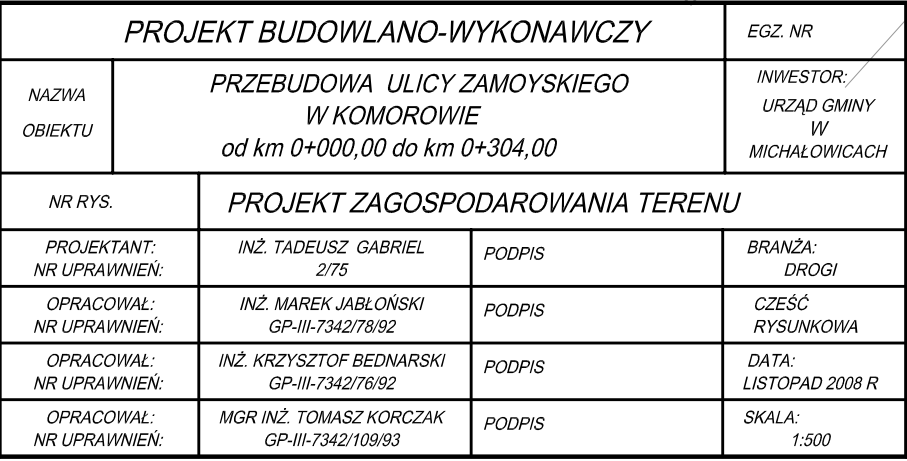 PROJEKT BUDOWLANO-WYKONAWCZY
EGZ. NR
NAZWA
OBIEKTU
PRZEBUDOWA ULICY ZAMOYSKIEGO
W KOMOROWIE
od km 0+000,00 do km 0+304,00
INWESTOR:
URZĄD GMINY
W
MICHAŁOWICACH
NR RYS.
PROJEKT ZAGOSPODAROWANIA TERENU
PROJEKTANT:
NR UPRAWNIEŃ:
INŻ. TADEUSZ GABRIEL
2/75
PODPIS
BRANŻA:
DROGI
OPRACOWAŁ:
NR UPRAWNIEŃ:
INŻ. MAREK JABŁOŃSKI
GP-III-7342/78/92
PODPIS
CZEŚĆ
RYSUNKOWA
OPRACOWAŁ:
NR UPRAWNIEŃ:
INŻ. KRZYSZTOF BEDNARSKI
GP-III-7342/76/92
PODPIS
DATA:
LISTOPAD 2008 R
OPRACOWAŁ:
NR UPRAWNIEŃ:
MGR INŻ. TOMASZ KORCZAK
GP-III-7342/109/93
PODPIS
SKALA:
1:500